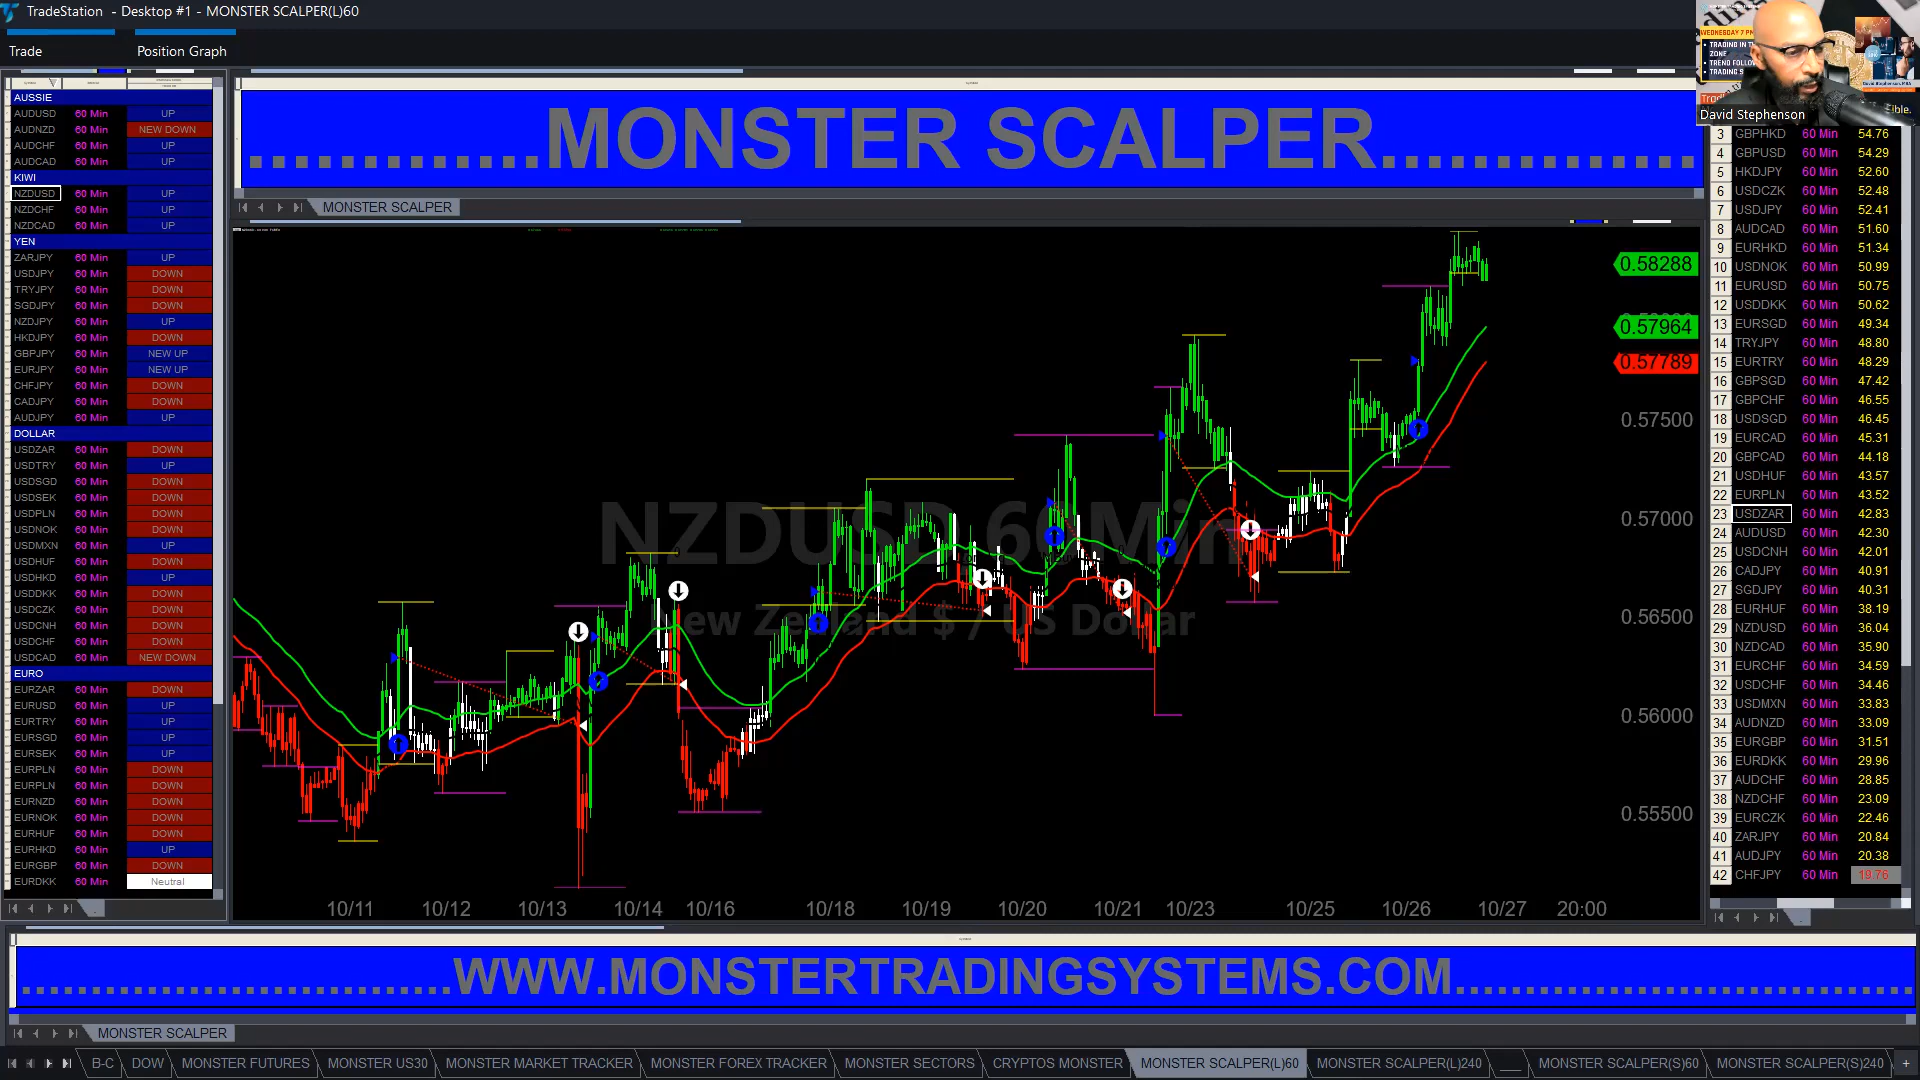 TradeStation - Desktop #1 - MONSTER SCALPER(L)60
Trade
Position Graph
AUSSIE
AUDUSD 60 Min UP
AUDNZD 60 Min NEW DOWN
AUDCHF 60 Min UP
AUDCAD 60 Min UP
KIWI
NZDUSD 60 Min UP
NZDCHF 60 Min UP
NZDCAD 60 Min UP
YEN
ZARJPY 60 Min UP
USDJPY 60 Min DOWN
TRYJPY 60 Min DOWN
SGDJPY 60 Min DOWN
NZDJPY 60 Min UP
HKDJPY 60 Min DOWN
GBPJPY 60 Min NEW UP
EURJPY 60 Min NEW UP
CHFJPY 60 Min DOWN
CADJPY 60 Min DOWN
AUDJPY 60 Min UP
DOLLAR
USDZAR 60 Min DOWN
USDTRY 60 Min UP
USDSGD 60 Min DOWN
USDSEK 60 Min DOWN
USDPLN 60 Min DOWN
USDNOK 60 Min DOWN
USDMXN 60 Min UP
USDHUF 60 Min DOWN
USDHKD 60 Min UP
USDDKK 60 Min DOWN
USDCZK 60 Min DOWN
USDCNH 60 Min DOWN
USDCHF 60 Min DOWN
USDCAD 60 Min NEW DOWN
EURO
EURZAR 60 Min DOWN
EURUSD 60 Min UP
EURTRY 60 Min UP
EURSGD 60 Min UP
EURSEK 60 Min UP
EURPLN 60 Min DOWN
EURPLN 60 Min DOWN
EURNZD 60 Min DOWN
EURNOK 60 Min DOWN
EURHUF 60 Min DOWN
EURHKD 60 Min UP
EURGBP 60 Min DOWN
EURDKK 60 Min Neutral
..............MONSTER SCALPER...............
MONSTER SCALPER
NZDUSD,60 Min
New Zealand $ / US Dollar
0.58288
0.57964
0.57789
0.57500
0.57000
0.56500
0.56000
0.55500
10/11 10/12 10/13 10/14 10/16 10/18 10/19 10/20 10/21 10/23 10/25 10/26 10/27 20:00
WEDNESDAY 7 PM
David Stephenson
3 GBPHKD 60 Min 54.76
4 GBPUSD 60 Min 54.29
5 HKDJPY 60 Min 52.60
6 USDCZK 60 Min 52.48
7 USDJPY 60 Min 52.41
8 AUDCAD 60 Min 51.60
9 EURHKD 60 Min 51.34
10 USDNOK 60 Min 50.99
11 EURUSD 60 Min 50.75
12 USDDKK 60 Min 50.62
13 EURSGD 60 Min 49.34
14 TRYJPY 60 Min 48.80
15 EURTRY 60 Min 48.29
16 GBPSGD 60 Min 47.42
17 GBPCHF 60 Min 46.55
18 USDSGD 60 Min 46.45
19 EURCAD 60 Min 45.31
20 GBPCAD 60 Min 44.18
21 USDHUF 60 Min 43.57
22 EURPLN 60 Min 43.52
23 USDZAR 60 Min 42.83
24 AUDUSD 60 Min 42.30
25 USDCNH 60 Min 42.01
26 CADJPY 60 Min 40.91
27 SGDJPY 60 Min 40.31
28 EURHUF 60 Min 38.19
29 NZDUSD 60 Min 36.04
30 NZDCAD 60 Min 35.90
31 EURCHF 60 Min 34.59
32 USDCHF 60 Min 34.46
33 USDMXN 60 Min 33.83
34 AUDNZD 60 Min 33.09
35 EURGBP 60 Min 31.51
36 EURDKK 60 Min 29.96
37 AUDCHF 60 Min 28.85
38 NZDCHF 60 Min 23.09
39 EURCZK 60 Min 22.46
40 ZARJPY 60 Min 20.84
41 AUDJPY 60 Min 20.38
42 CHFJPY 60 Min 19.76
...............................WWW.MONSTERTRADINGSYSTEMS.COM.................................
MONSTER SCALPER
B-C DOW MONSTER FUTURES MONSTER US30 MONSTER MARKET TRACKER MONSTER FOREX TRACKER MONSTER SECTORS CRYPTOS MONSTER MONSTER SCALPER(L)60 MONSTER SCALPER(L)240 ___ MONSTER SCALPER(S)60 MONSTER SCALPER(S)240 +